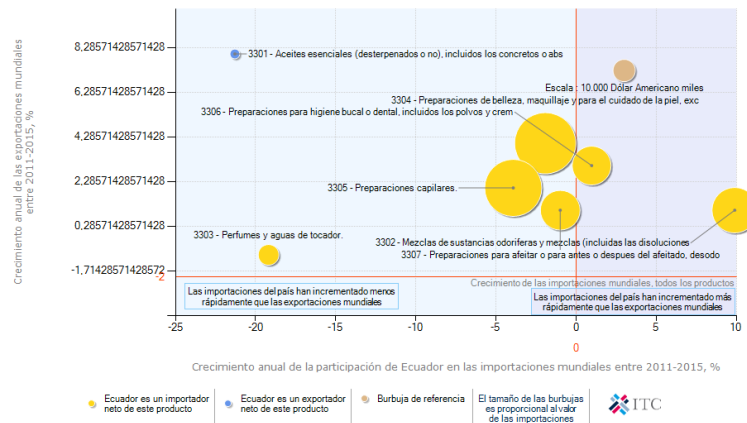 Crecimiento anual de las exportaciones mundiales
entre 2011-2015, %
8,28571428571428
3301 - Aceites esenciales (desterpenados o no), incluidos los concretos o abs
6,28571428571428
Escala : 10.000 Dólar Americano miles
3304 - Preparaciones de belleza, maquillaje y para el cuidado de la piel, exc
3306 - Preparaciones para higiene bucal o dental, incluidos los polvos y crem
4,28571428571428
2,28571428571428
3305 - Preparaciones capilares.
0,28571428571428
3303 - Perfumes y aguas de tocador.
3302 - Mezclas de sustancias odoriferas y mezclas (incluidas las disoluciones
3307 - Preparaciones para afeitar o para antes o despues del afeitado, desodo
-1,71428571428572
-2
Crecimiento de las importaciones mundiales, todos los productos
Las importaciones del país han incrementado menos
rápidamente que las exportaciones mundiales
Las importaciones del país han incrementado más
rápidamente que las exportaciones mundiales
-25 -20 -15 -10 -5 0 5 10
0
Crecimiento anual de la participación de Ecuador en las importaciones mundiales entre 2011-2015, %
Ecuador es un importador
neto de este producto
Ecuador es un exportador
neto de este producto
Burbuja de referencia
El tamaño de las burbujas
es proporcional al valor
de las importaciones
ITC